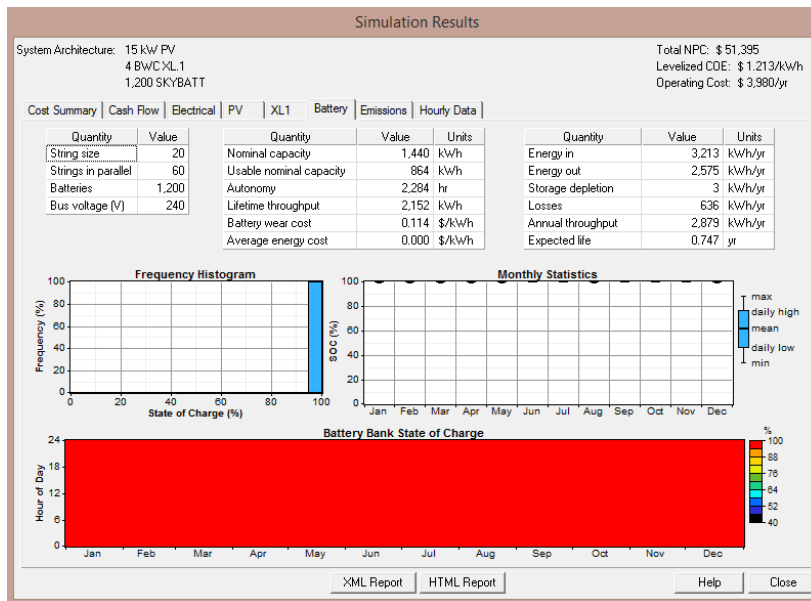 Simulation Results
System Architecture: 15 kW PV
4 BWC XL.1
1,200 SKYBATT
Total NPC: $ 51,395
Levelized COE: $ 1.213/kWh
Operating Cost: $ 3,980/yr
Cost Summary Cash Flow Electrical PV XL1 Battery Emissions Hourly Data
Quantity Value
String size 20
Strings in parallel 60
Batteries 1,200
Bus voltage (V) 240
Quantity Value Units
Nominal capacity 1,440 kWh
Usable nominal capacity 864 kWh
Autonomy 2,284 hr
Lifetime throughput 2,152 kWh
Battery wear cost 0.114 $/kWh
Average energy cost 0.000 $/kWh
Quantity Value Units
Energy in 3,213 kWh/yr
Energy out 2,575 kWh/yr
Storage depletion 3 kWh/yr
Losses 636 kWh/yr
Annual throughput 2,879 kWh/yr
Expected life 0.747 yr
Frequency Histogram
Frequency (%)
100
80
60
40
20
0
0 20 40 60 80 100
State of Charge (%)
Monthly Statistics
SOC (%)
100
80
60
40
20
0
Jan Feb Mar Apr May Jun Jul Aug Sep Oct Nov Dec
max
daily high
mean
daily low
min
Battery Bank State of Charge
Hour of Day
24
18
12
6
0
Jan Feb Mar Apr May Jun Jul Aug Sep Oct Nov Dec
%
100
88
76
64
52
40
XML Report HTML Report Help Close